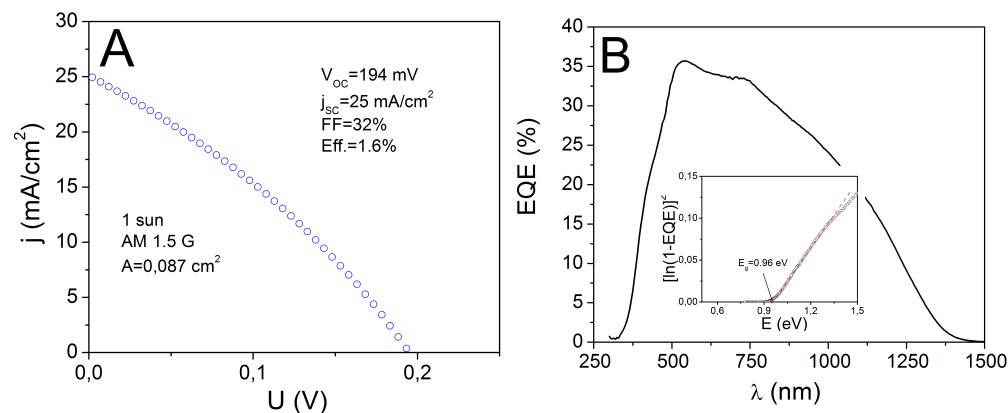 A
V_OC=194 mV
j_SC=25 mA/cm²
FF=32%
Eff.=1.6%
1 sun
AM 1.5 G
A=0,087 cm²
j (mA/cm²)
30
25
20
15
10
5
0
0,0 0,1 0,2
U (V)
B
EQE (%)
40
35
30
25
20
15
10
5
0
250 500 750 1000 1250 1500
λ (nm)
[ln(1-EQE)]²
0,15
0,10
0,05
0,00
E_g=0.96 eV
0,6 0,9 1,2 1,5
E (eV)